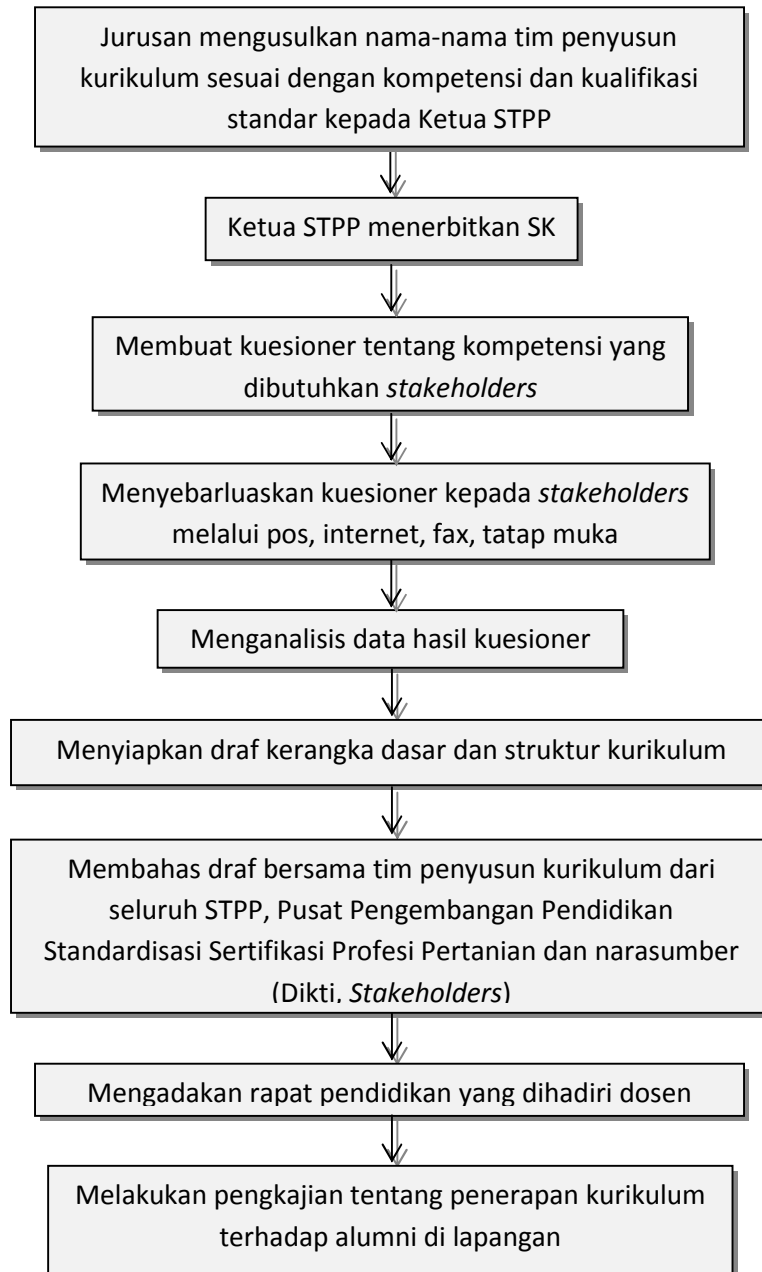 Jurusan mengusulkan nama-nama tim penyusun
kurikulum sesuai dengan kompetensi dan kualifikasi
standar kepada Ketua STPP
Ketua STPP menerbitkan SK
Membuat kuesioner tentang kompetensi yang
dibutuhkan stakeholders
Menyebarluaskan kuesioner kepada stakeholders
melalui pos, internet, fax, tatap muka
Menganalisis data hasil kuesioner
Menyiapkan draf kerangka dasar dan struktur kurikulum
Membahas draf bersama tim penyusun kurikulum dari
seluruh STPP, Pusat Pengembangan Pendidikan
Standardisasi Sertifikasi Profesi Pertanian dan narasumber
(Dikti, Stakeholders)
Mengadakan rapat pendidikan yang dihadiri dosen
Melakukan pengkajian tentang penerapan kurikulum
terhadap alumni di lapangan